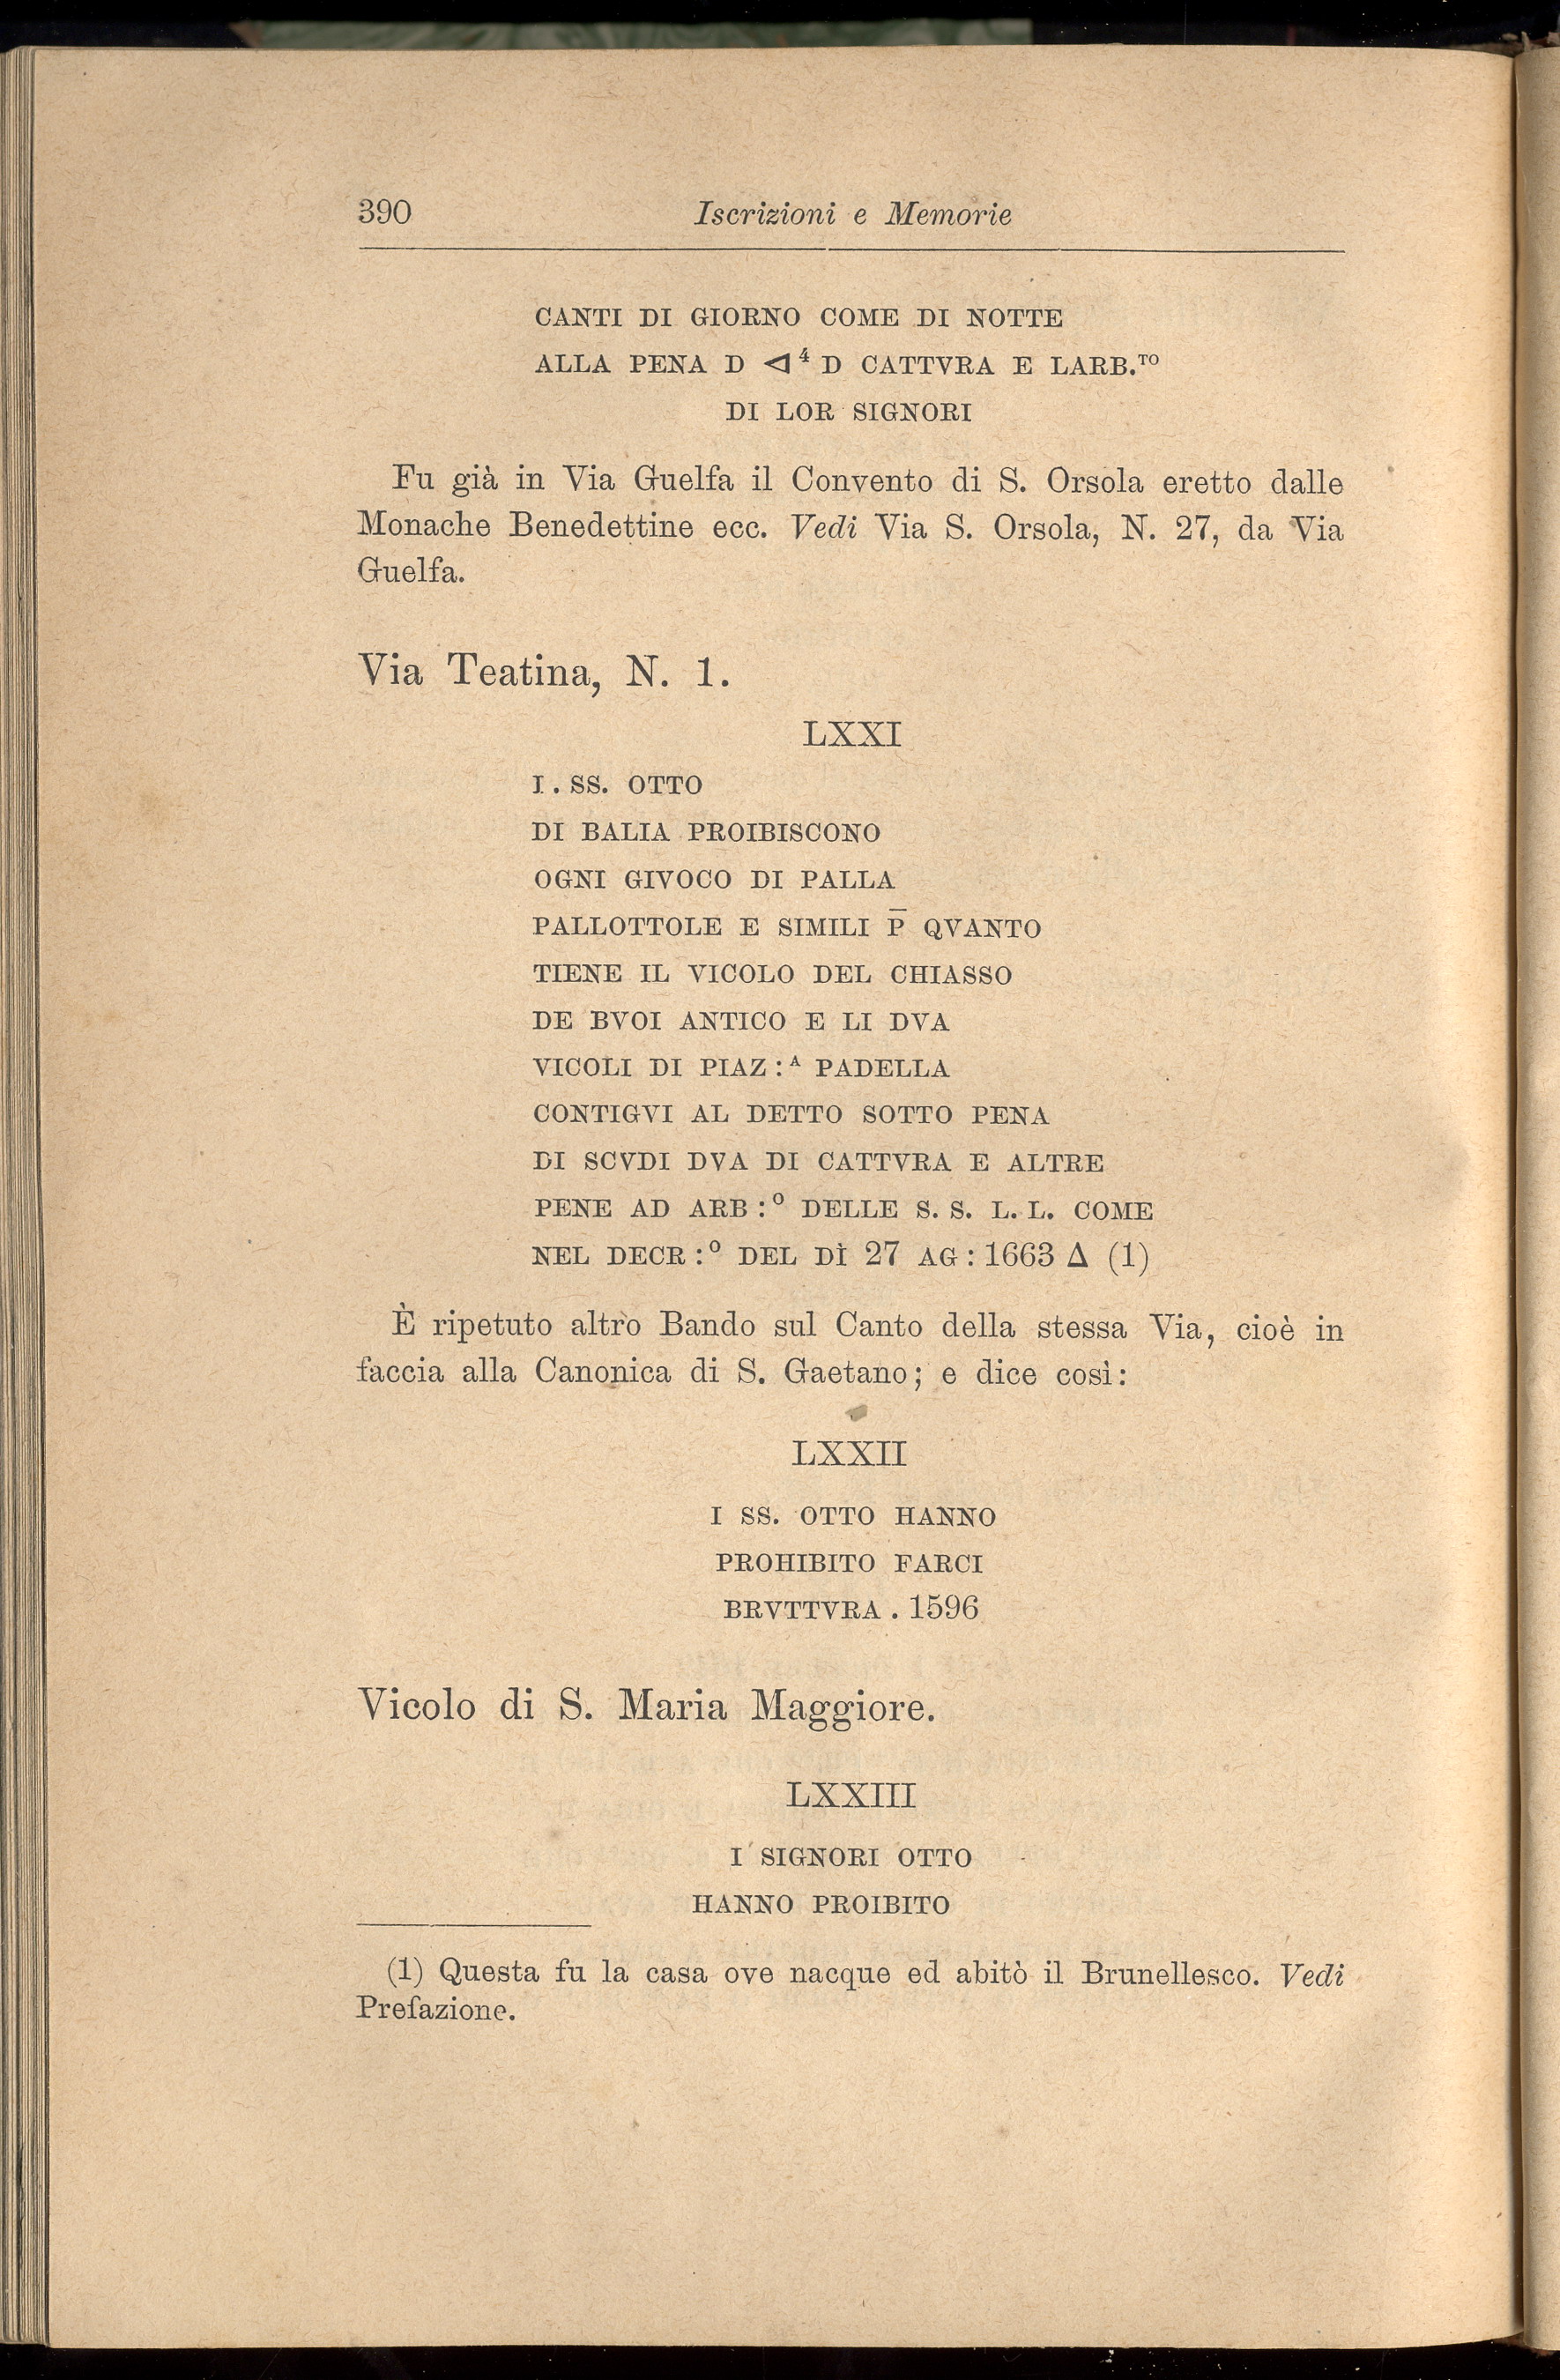 390 Iscrizioni e Memorie
CANTI DI GIORNO COME DI NOTTE
ALLA PENA D ◁⁴ D CATTVRA E LARB.ᵀᴼ
DI LOR SIGNORI
Fu già in Via Guelfa il Convento di S. Orsola eretto dalle
Monache Benedettine ecc. Vedi Via S. Orsola, N. 27, da Via
Guelfa.
Via Teatina, N. 1.
LXXI
I . SS. OTTO
DI BALIA PROIBISCONO
OGNI GIVOCO DI PALLA
PALLOTTOLE E SIMILI P̅ QVANTO
TIENE IL VICOLO DEL CHIASSO
DE BVOI ANTICO E LI DVA
VICOLI DI PIAZ :ᴬ PADELLA
CONTIGVI AL DETTO SOTTO PENA
DI SCVDI DVA DI CATTVRA E ALTRE
PENE AD ARB :ᴼ DELLE S. S. L. L. COME
NEL DECR :ᴼ DEL DÌ 27 AG : 1663 Δ (1)
È ripetuto altro Bando sul Canto della stessa Via, cioè in
faccia alla Canonica di S. Gaetano; e dice così:
LXXII
I SS. OTTO HANNO
PROHIBITO FARCI
BRVTTVRA . 1596
Vicolo di S. Maria Maggiore.
LXXIII
I SIGNORI OTTO
HANNO PROIBITO
(1) Questa fu la casa ove nacque ed abitò il Brunellesco. Vedi
Prefazione.